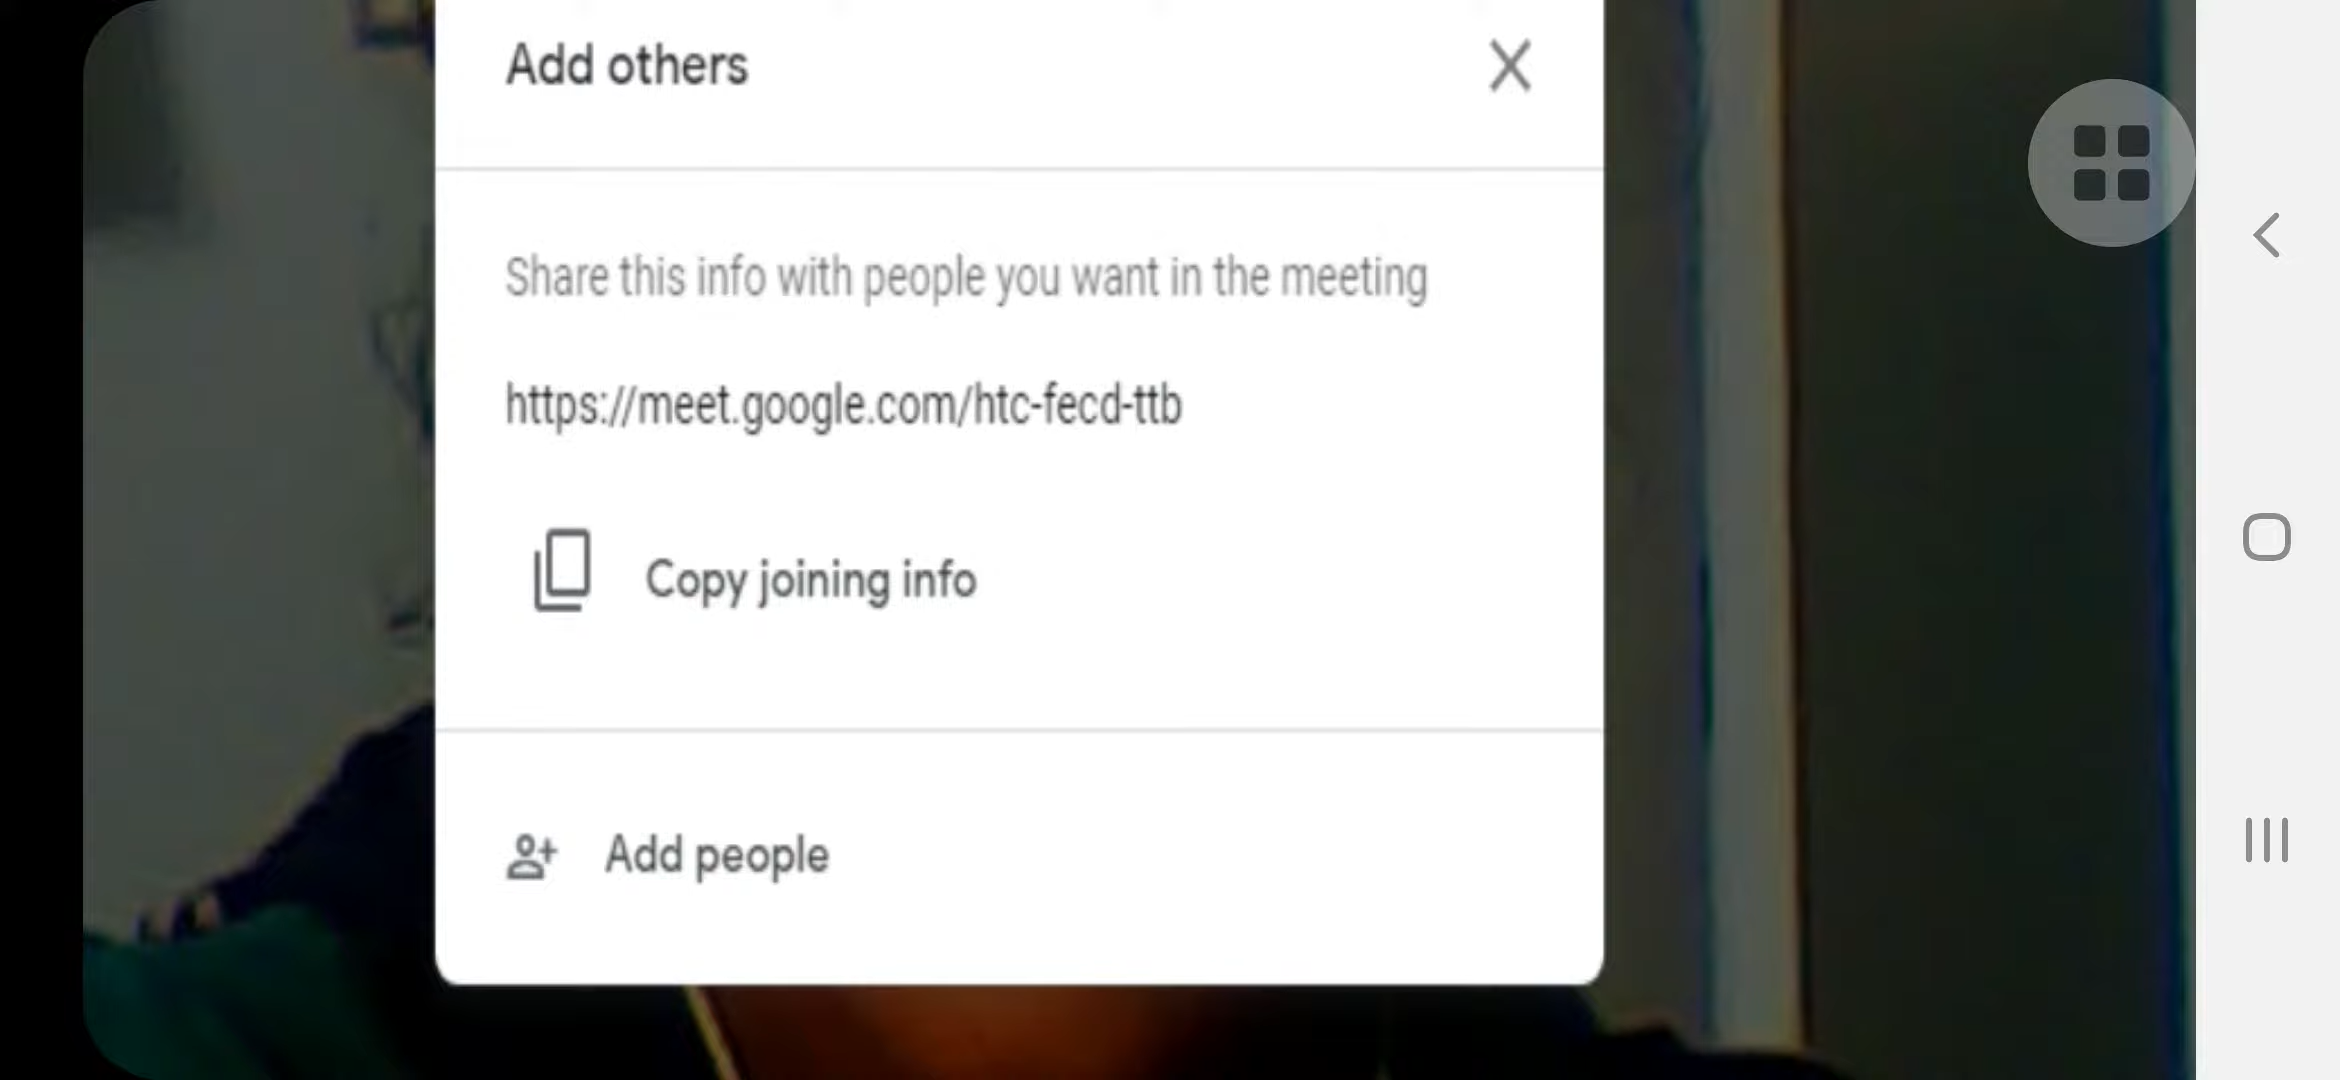 Add others
Share this info with people you want in the meeting
https://meet.google.com/htc-fecd-ttb
Copy joining info
Add people